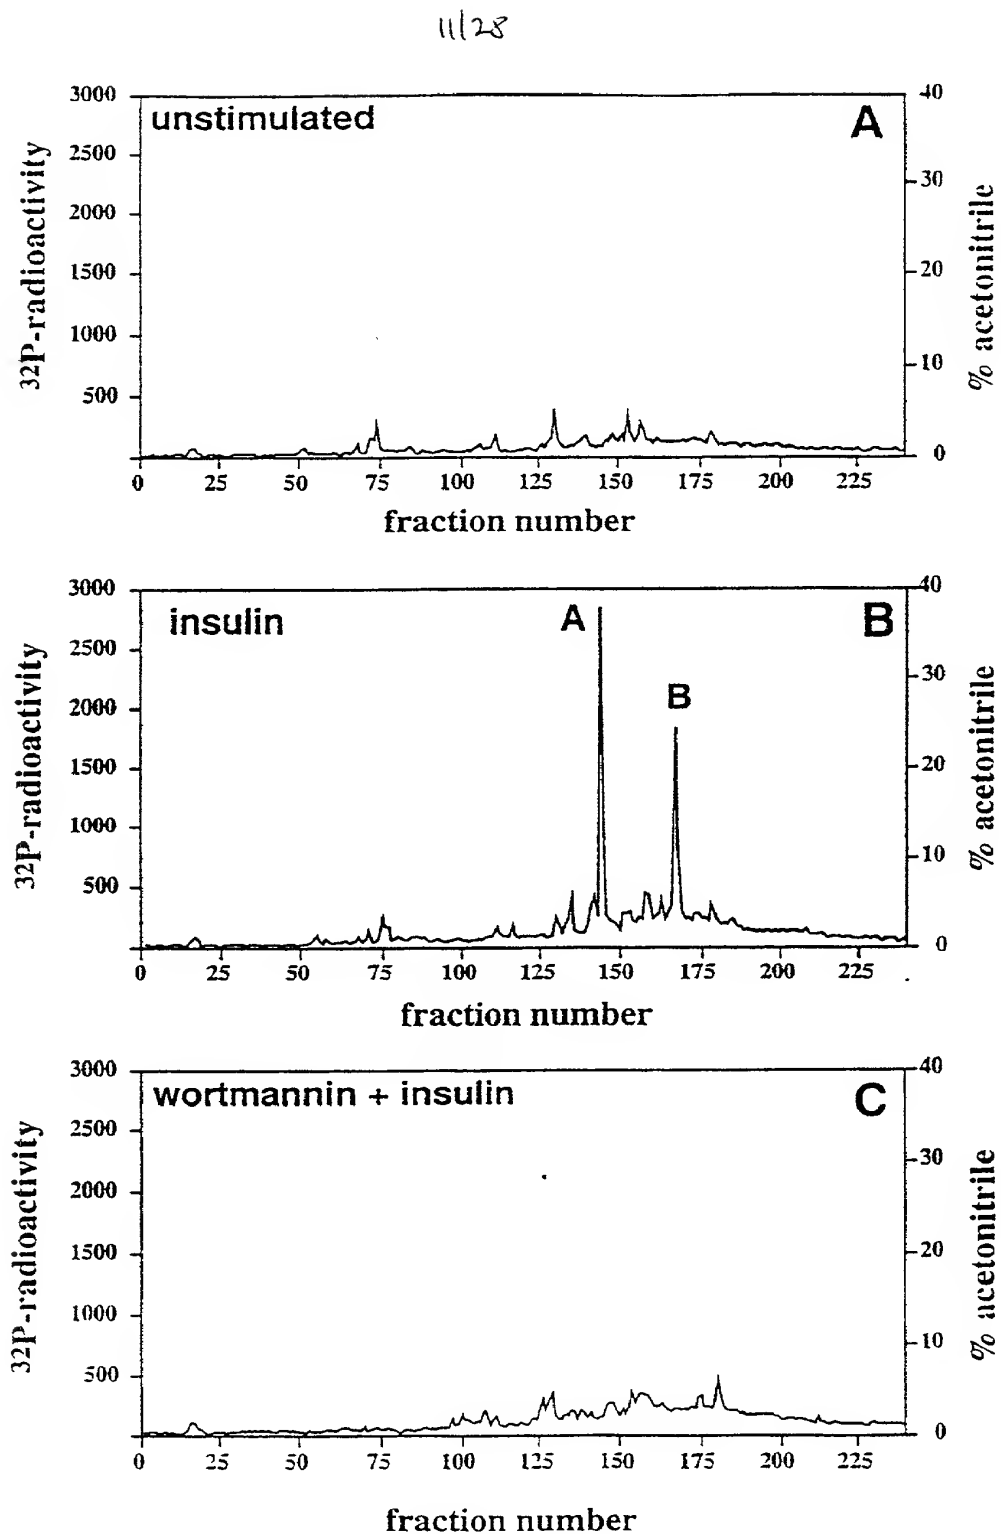 11/28
3000
2500
2000
1500
1000
500
40
30
20
10
0
unstimulated
A
32P-radioactivity
% acetonitrile
0 25 50 75 100 125 150 175 200 225
fraction number
3000
2500
2000
1500
1000
500
40
30
20
10
0
insulin
A
B
B
32P-radioactivity
% acetonitrile
0 25 50 75 100 125 150 175 200 225
fraction number
3000
2500
2000
1500
1000
500
40
30
20
10
0
wortmannin + insulin
C
32P-radioactivity
% acetonitrile
0 25 50 75 100 125 150 175 200 225
fraction number